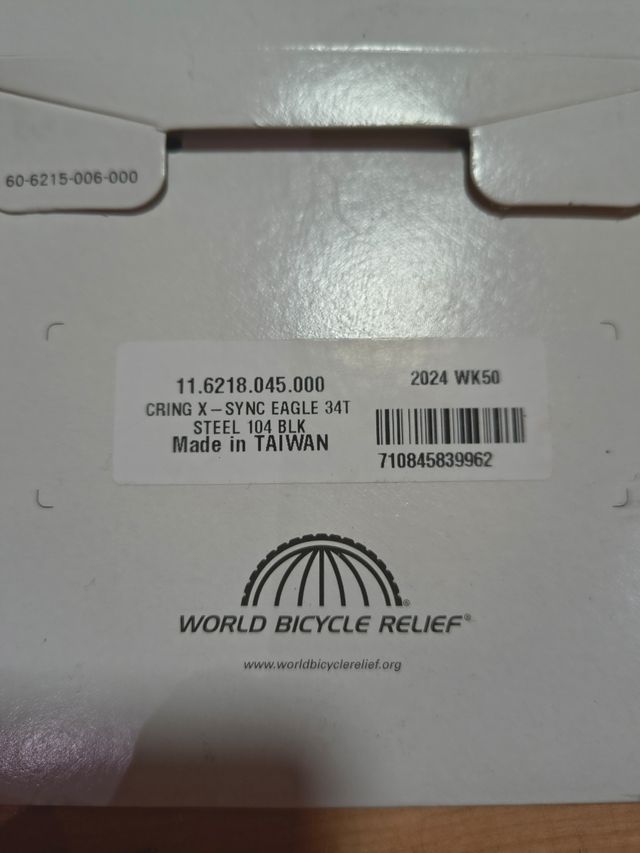 60-6215-006-000
11.6218.045.000
CRING X-SYNC EAGLE 34T
STEEL 104 BLK
Made in TAIWAN
2024 WK50
710845839962
WORLD BICYCLE RELIEF®
www.worldbicyclerelief.org